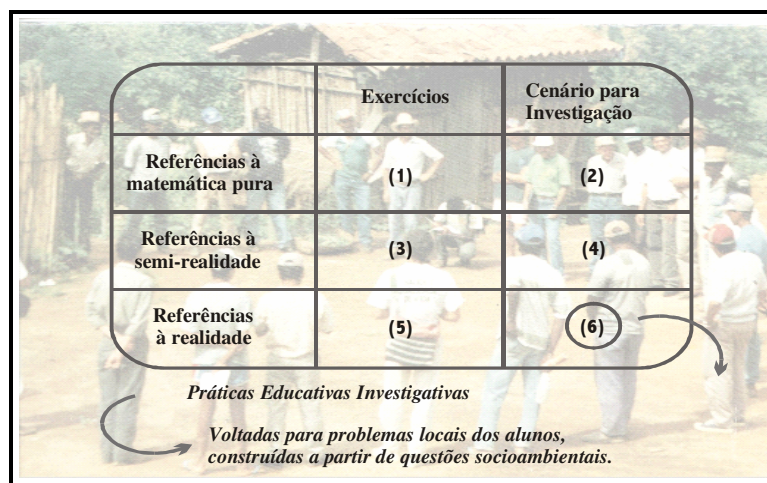 Exercícios
Cenário para
Investigação
Referências à
matemática pura
(1)
(2)
Referências à
semi-realidade
(3)
(4)
Referências
à realidade
(5)
(6)
Práticas Educativas Investigativas
Voltadas para problemas locais dos alunos,
construídas a partir de questões socioambientais.